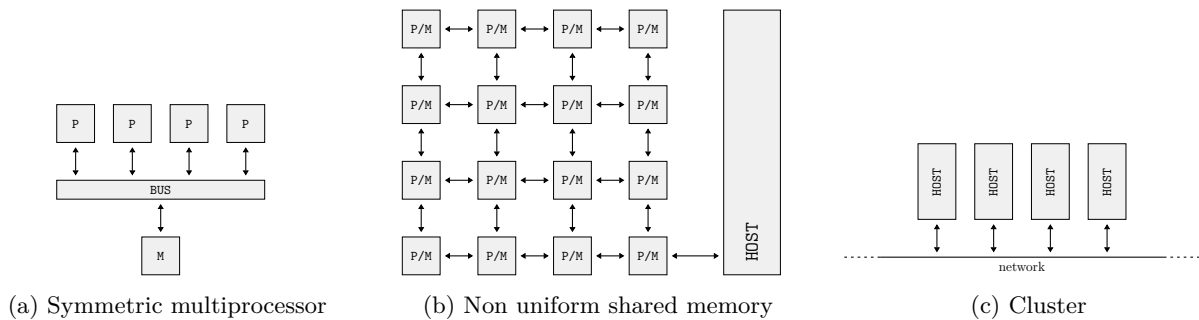 P P P P
BUS
M
(a) Symmetric multiprocessor
P/M P/M P/M P/M
P/M P/M P/M P/M
P/M P/M P/M P/M
P/M P/M P/M P/M
HOST
(b) Non uniform shared memory
HOST HOST HOST HOST
network
(c) Cluster